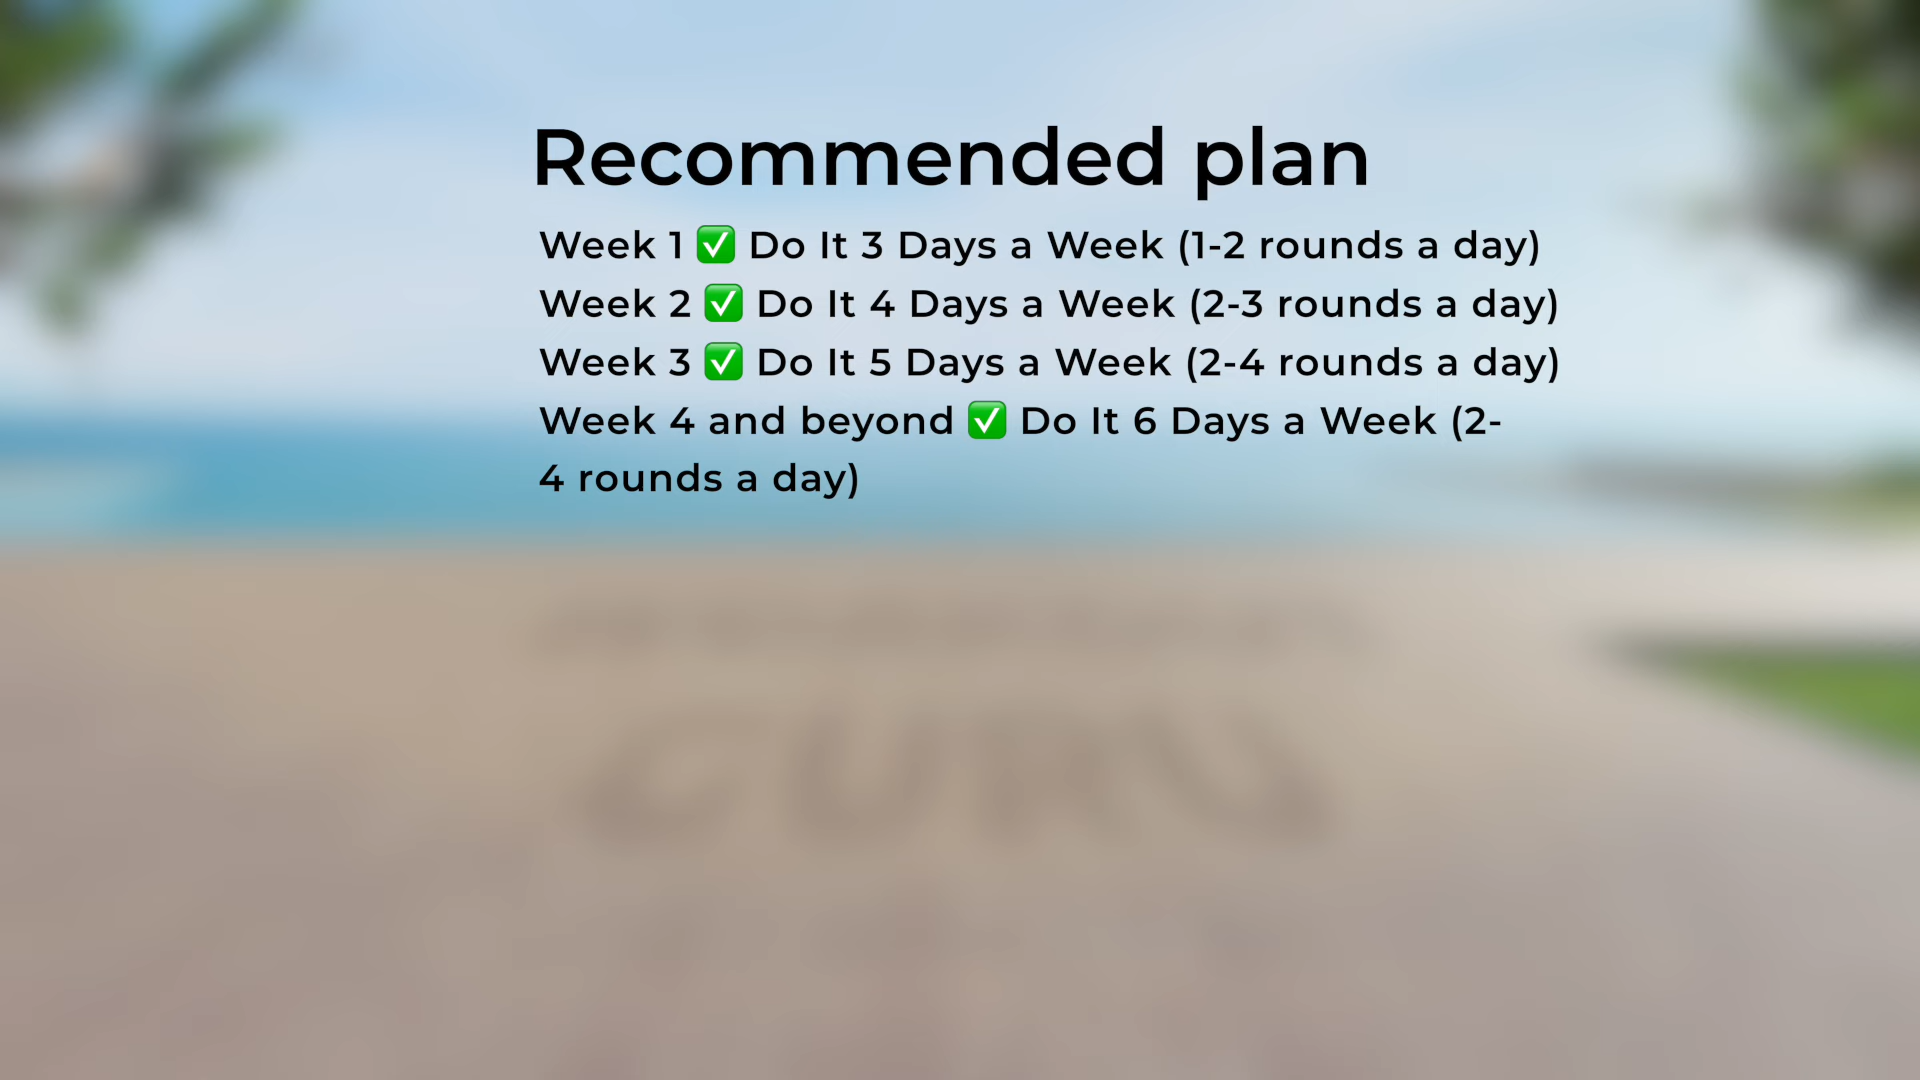 Recommended plan
Week 1 ✅ Do It 3 Days a Week (1-2 rounds a day)
Week 2 ✅ Do It 4 Days a Week (2-3 rounds a day)
Week 3 ✅ Do It 5 Days a Week (2-4 rounds a day)
Week 4 and beyond ✅ Do It 6 Days a Week (2-
4 rounds a day)